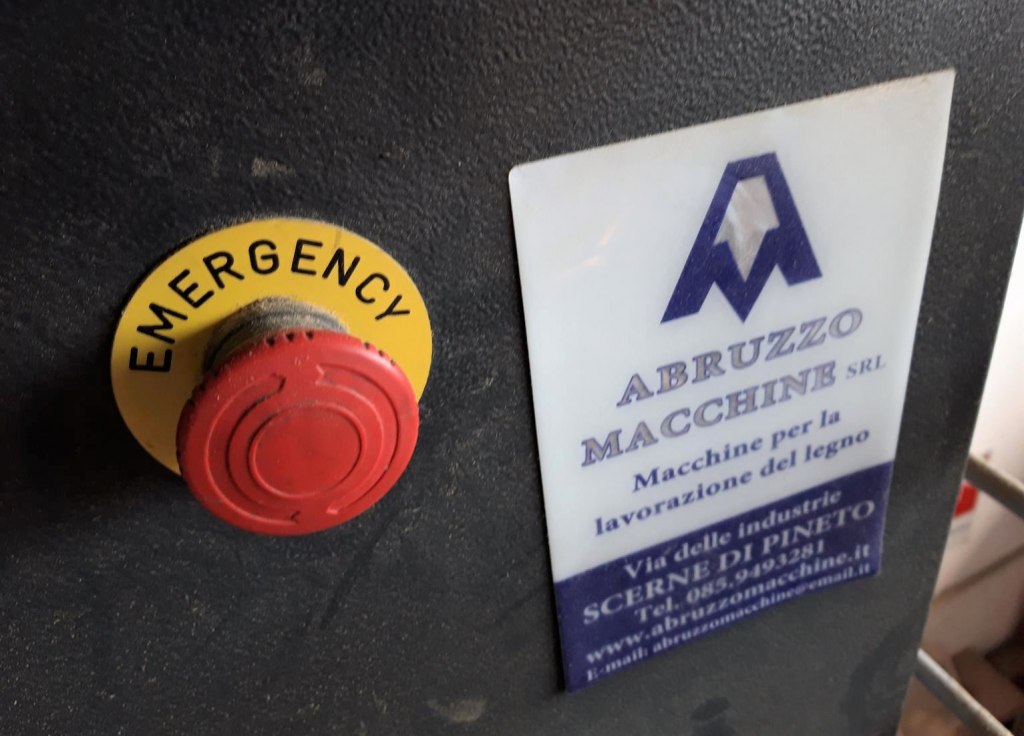 EMERGENCY
ABRUZZO
MACCHINE SRL
Macchine per la
lavorazione del legno
Via delle industrie
SCERNE DI PINETO
Tel. 085.9493281
www.abruzzomacchine.it
E-mail: abruzzomacchine@email.it